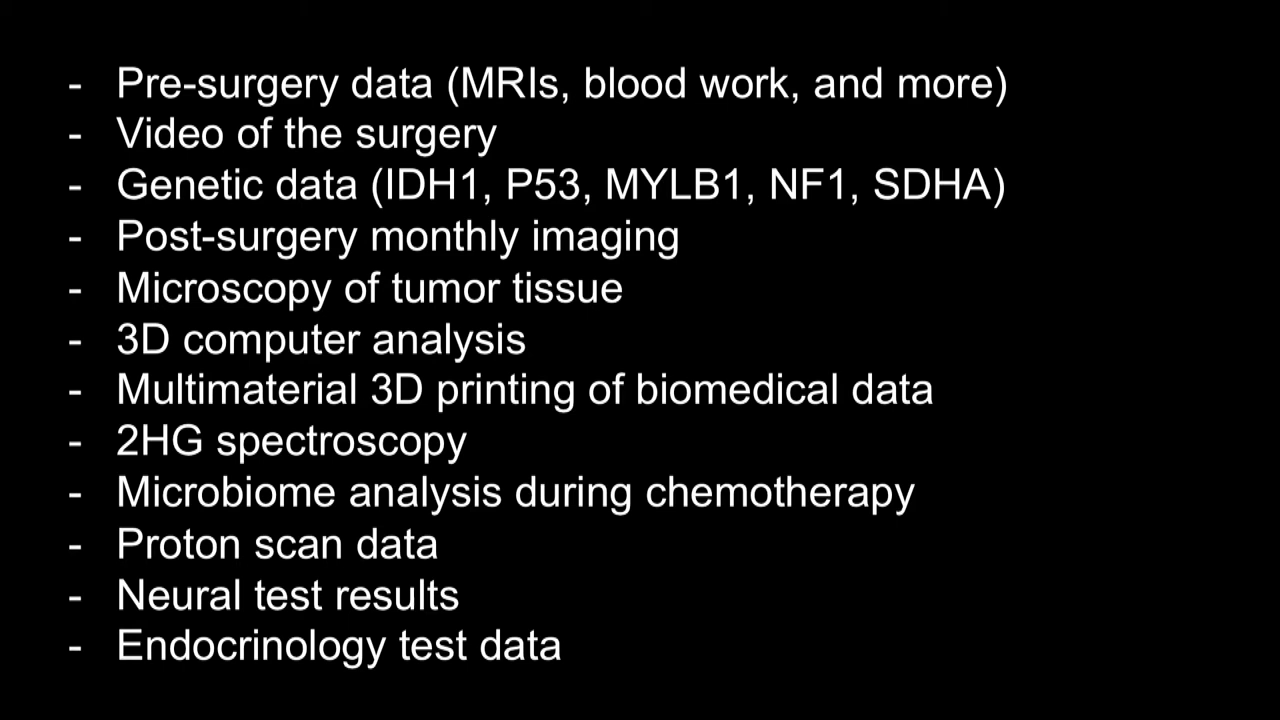 - Pre-surgery data (MRIs, blood work, and more)
- Video of the surgery
- Genetic data (IDH1, P53, MYLB1, NF1, SDHA)
- Post-surgery monthly imaging
- Microscopy of tumor tissue
- 3D computer analysis
- Multimaterial 3D printing of biomedical data
- 2HG spectroscopy
- Microbiome analysis during chemotherapy
- Proton scan data
- Neural test results
- Endocrinology test data